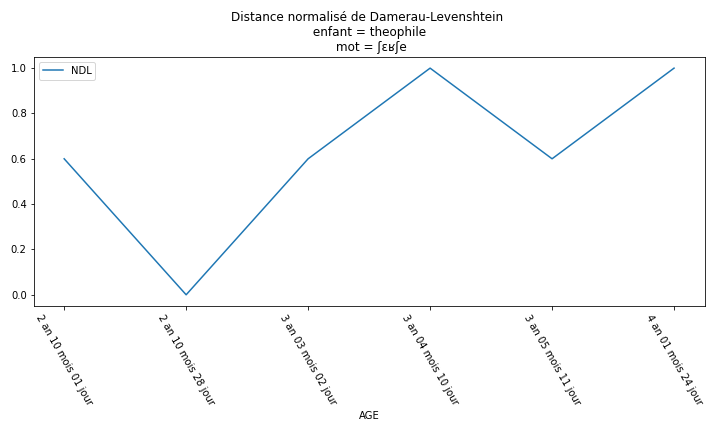 Distance normalisé de Damerau-Levenshtein
enfant = theophile
mot = ʃɛʁʃe
NDL
1.0
0.8
0.6
0.4
0.2
0.0
2 an 10 mois 01 jour
2 an 10 mois 28 jour
3 an 03 mois 02 jour
3 an 04 mois 10 jour
3 an 05 mois 11 jour
4 an 01 mois 24 jour
AGE